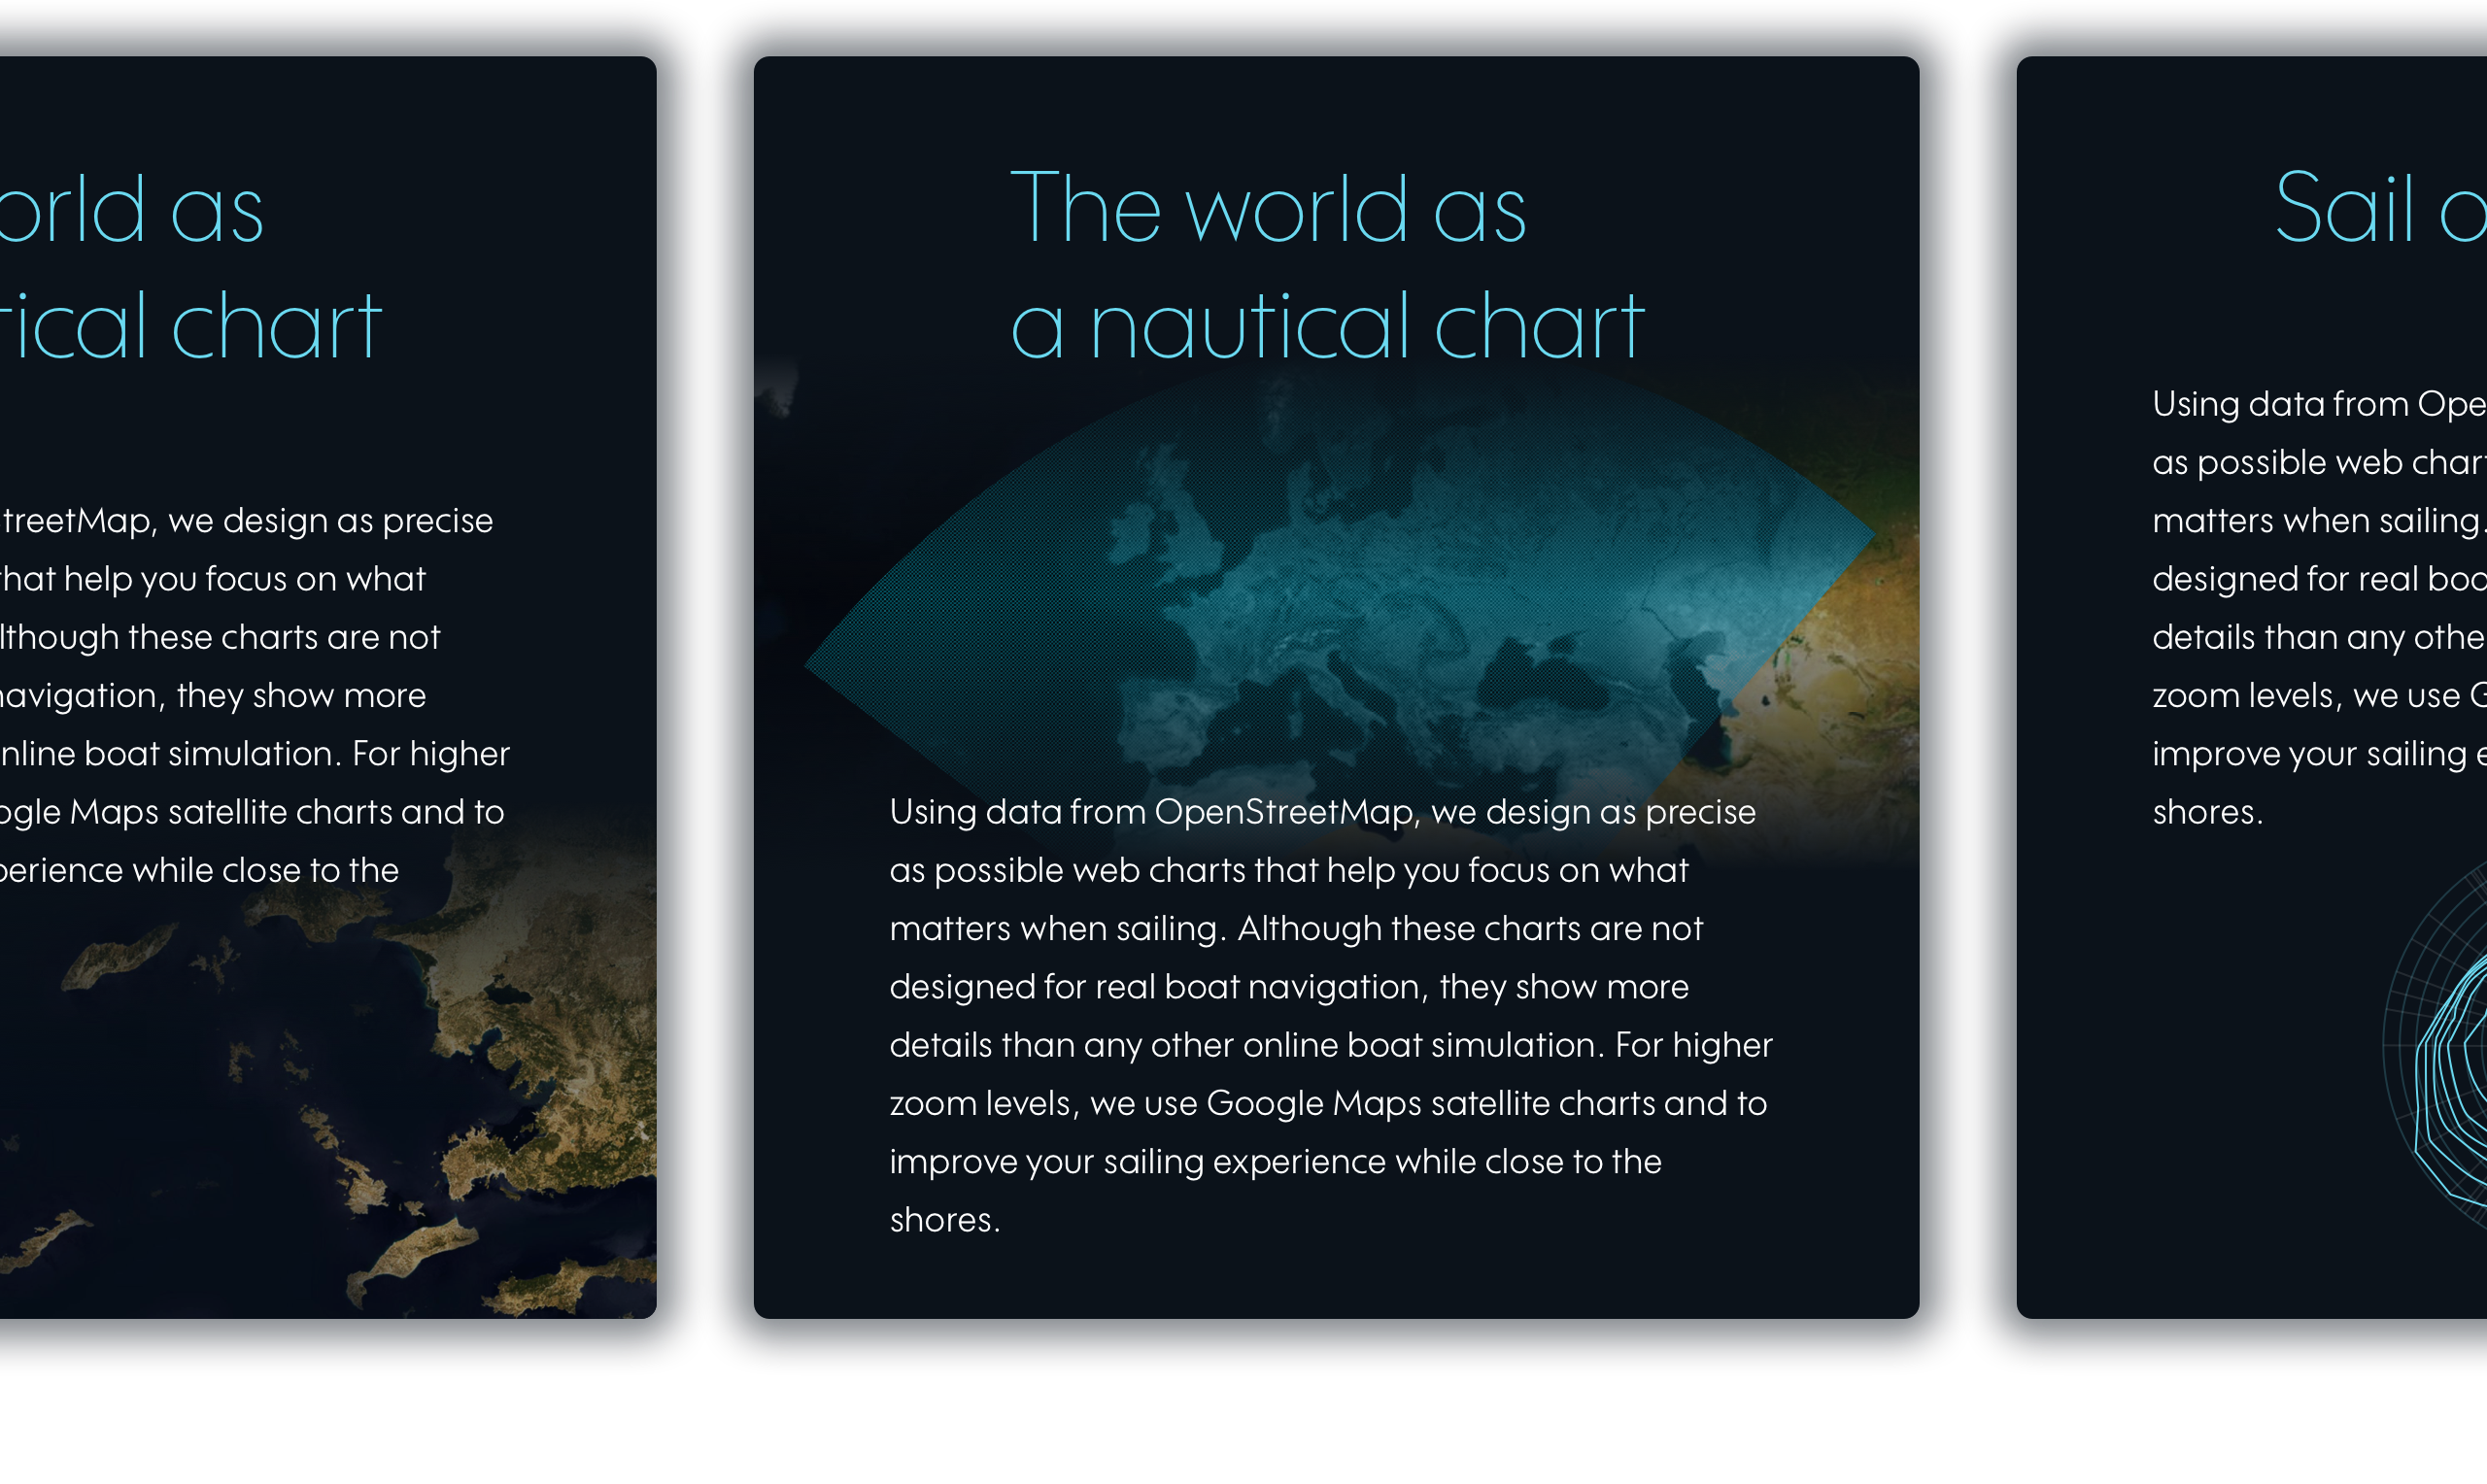 orld as
tical chart
treetMap, we design as precise
that help you focus on what
lthough these charts are not
navigation, they show more
nline boat simulation. For higher
ogle Maps satellite charts and to
perience while close to the
The world as
a nautical chart
Using data from OpenStreetMap, we design as precise
as possible web charts that help you focus on what
matters when sailing. Although these charts are not
designed for real boat navigation, they show more
details than any other online boat simulation. For higher
zoom levels, we use Google Maps satellite charts and to
improve your sailing experience while close to the
shores.
Sail o
Using data from Ope
as possible web chart
matters when sailing.
designed for real boa
details than any othe
zoom levels, we use G
improve your sailing e
shores.